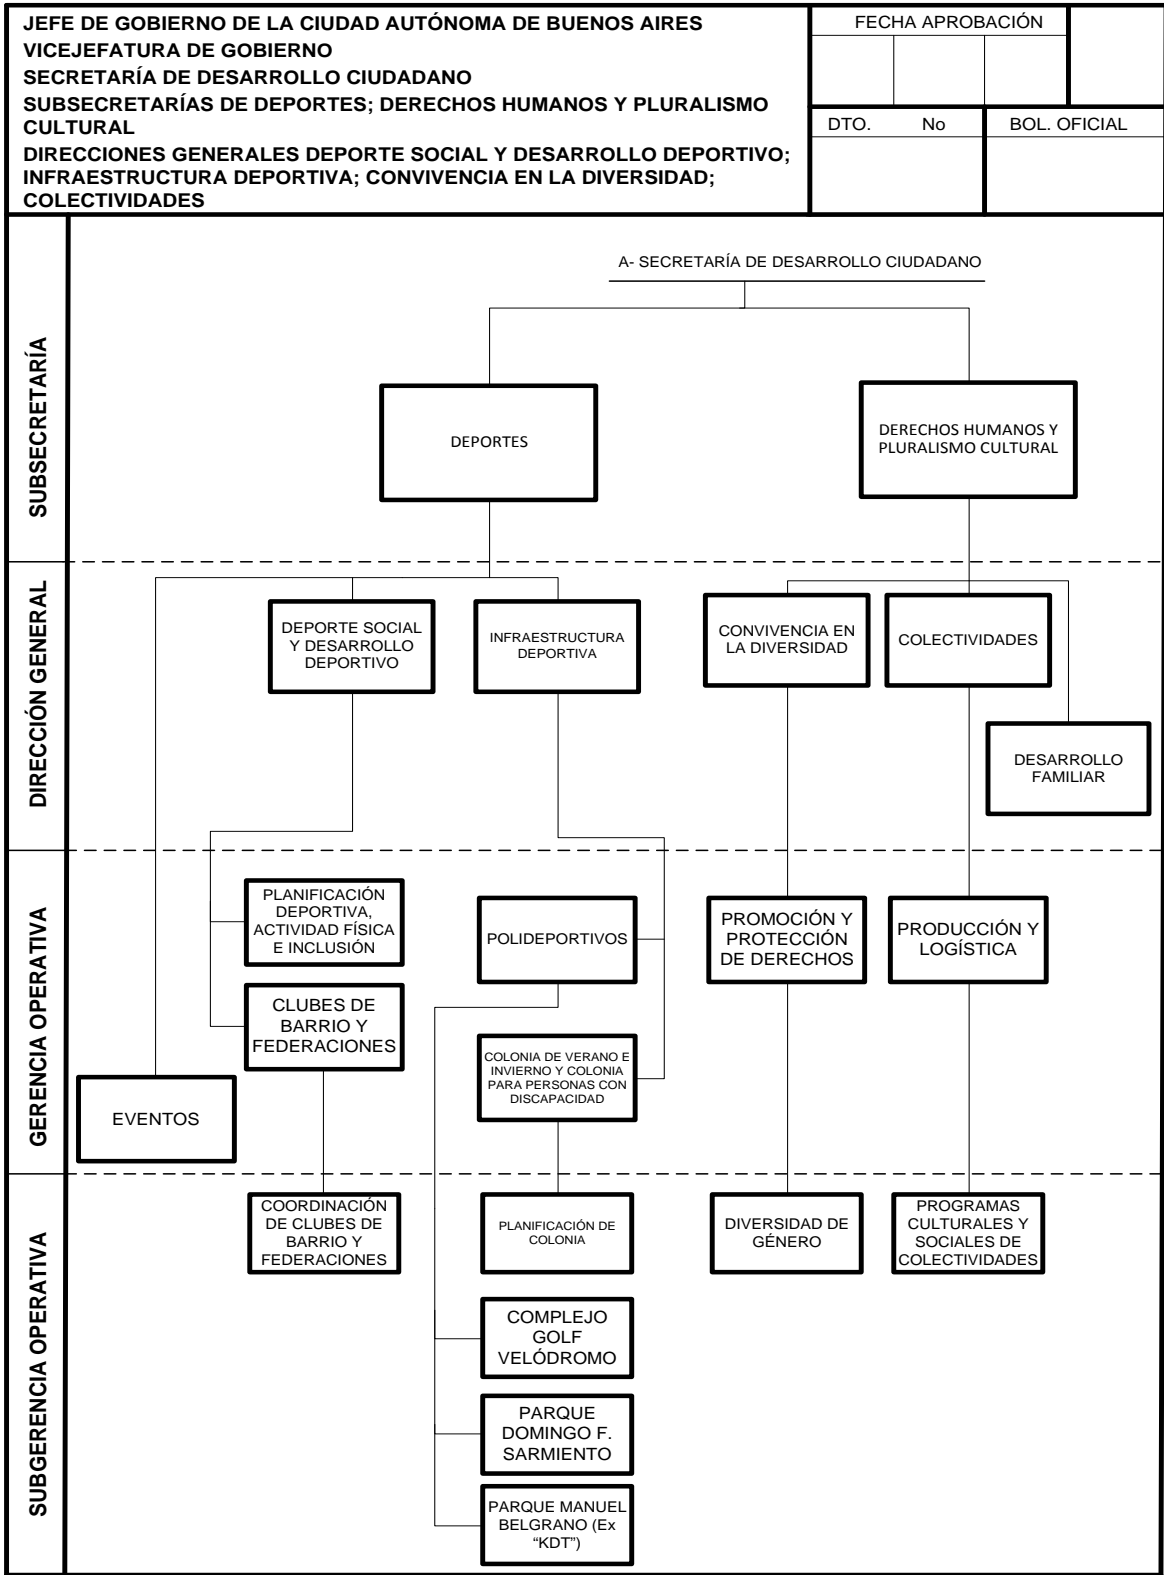 JEFE DE GOBIERNO DE LA CIUDAD AUTÓNOMA DE BUENOS AIRES
VICEJEFATURA DE GOBIERNO
SECRETARÍA DE DESARROLLO CIUDADANO
SUBSECRETARÍAS DE DEPORTES; DERECHOS HUMANOS Y PLURALISMO
CULTURAL
DIRECCIONES GENERALES DEPORTE SOCIAL Y DESARROLLO DEPORTIVO;
INFRAESTRUCTURA DEPORTIVA; CONVIVENCIA EN LA DIVERSIDAD;
COLECTIVIDADES
FECHA APROBACIÓN
DTO. No
BOL. OFICIAL
A- SECRETARÍA DE DESARROLLO CIUDADANO
SUBSECRETARÍA
DEPORTES
DERECHOS HUMANOS Y
PLURALISMO CULTURAL
DIRECCIÓN GENERAL
DEPORTE SOCIAL
Y DESARROLLO
DEPORTIVO
INFRAESTRUCTURA
DEPORTIVA
CONVIVENCIA EN
LA DIVERSIDAD
COLECTIVIDADES
DESARROLLO
FAMILIAR
GERENCIA OPERATIVA
PLANIFICACIÓN
DEPORTIVA,
ACTIVIDAD FÍSICA
E INCLUSIÓN
POLIDEPORTIVOS
PROMOCIÓN Y
PROTECCIÓN
DE DERECHOS
PRODUCCIÓN Y
LOGÍSTICA
CLUBES DE
BARRIO Y
FEDERACIONES
COLONIA DE VERANO E
INVIERNO Y COLONIA
PARA PERSONAS CON
DISCAPACIDAD
EVENTOS
SUBGERENCIA OPERATIVA
COORDINACIÓN
DE CLUBES DE
BARRIO Y
FEDERACIONES
PLANIFICACIÓN DE
COLONIA
DIVERSIDAD DE
GÉNERO
PROGRAMAS
CULTURALES Y
SOCIALES DE
COLECTIVIDADES
COMPLEJO
GOLF
VELÓDROMO
PARQUE
DOMINGO F.
SARMIENTO
PARQUE MANUEL
BELGRANO (Ex
“KDT”)